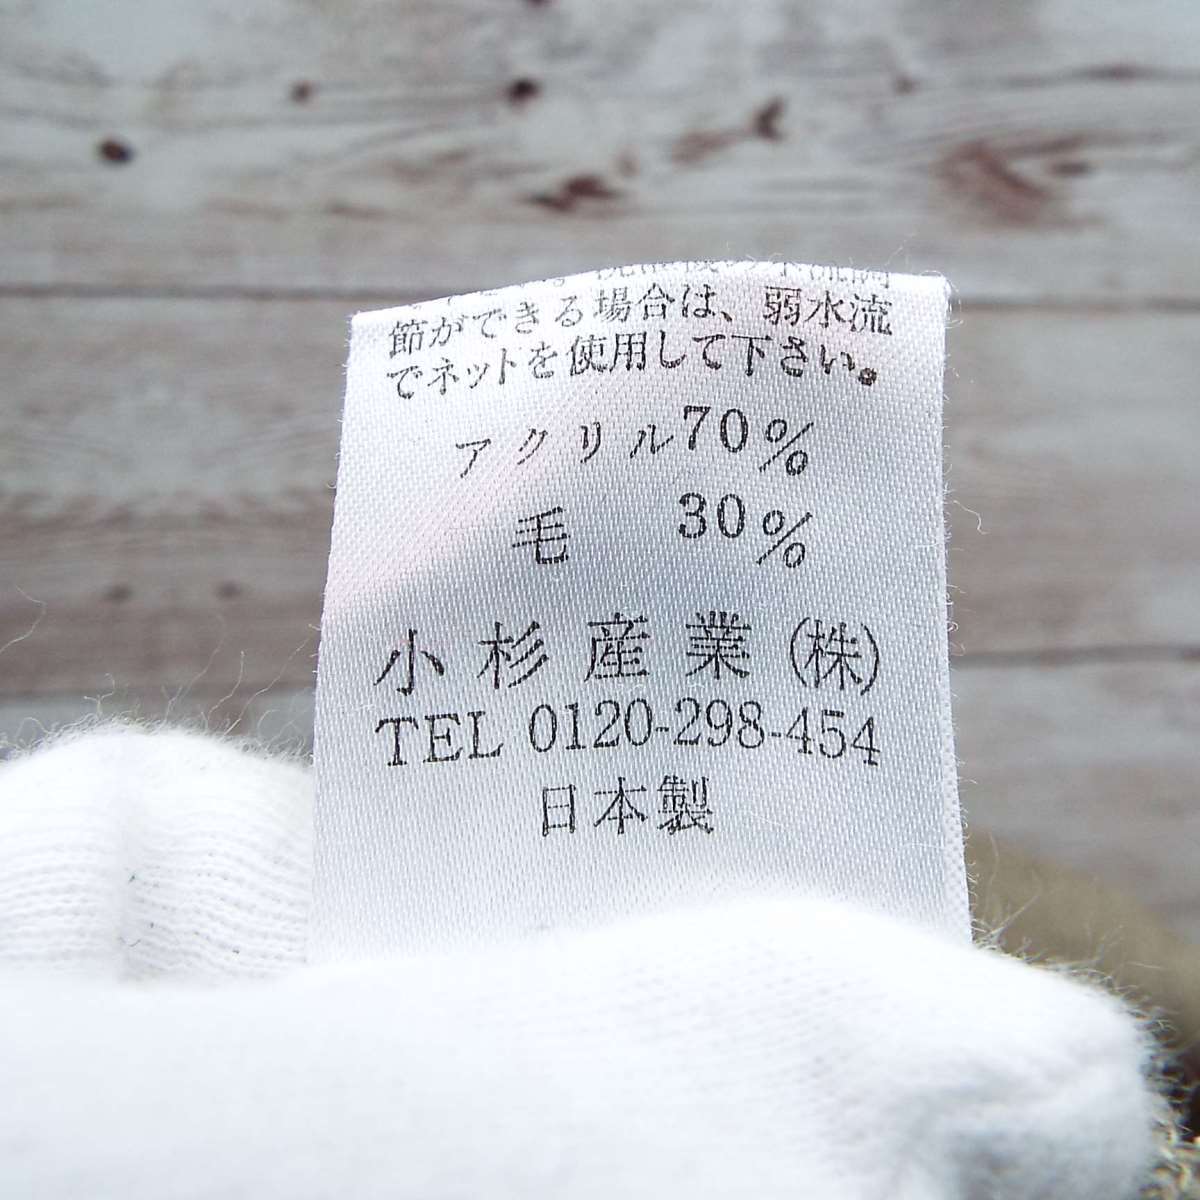 節ができる場合は、弱水流
でネットを使用して下さい。
アクリル70%
毛 30%
小杉産業(株)
TEL 0120-298-454
日本製